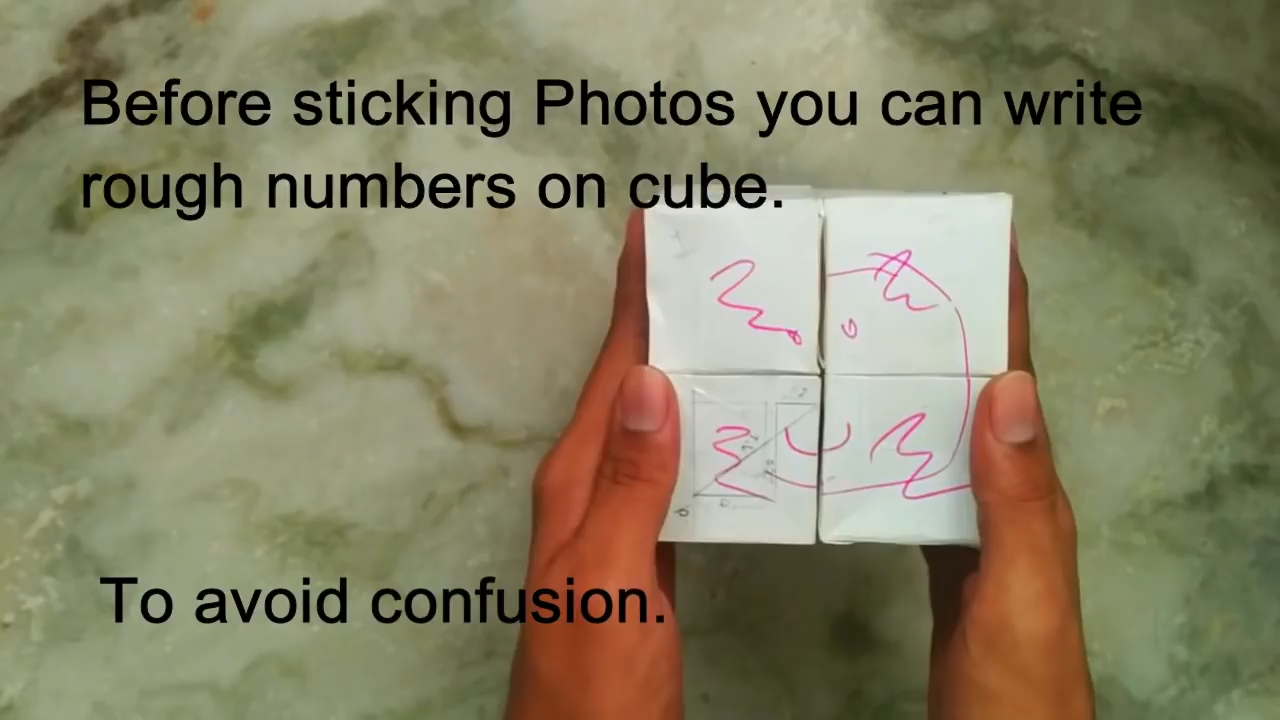 Before sticking Photos you can write
rough numbers on cube.
To avoid confusion.